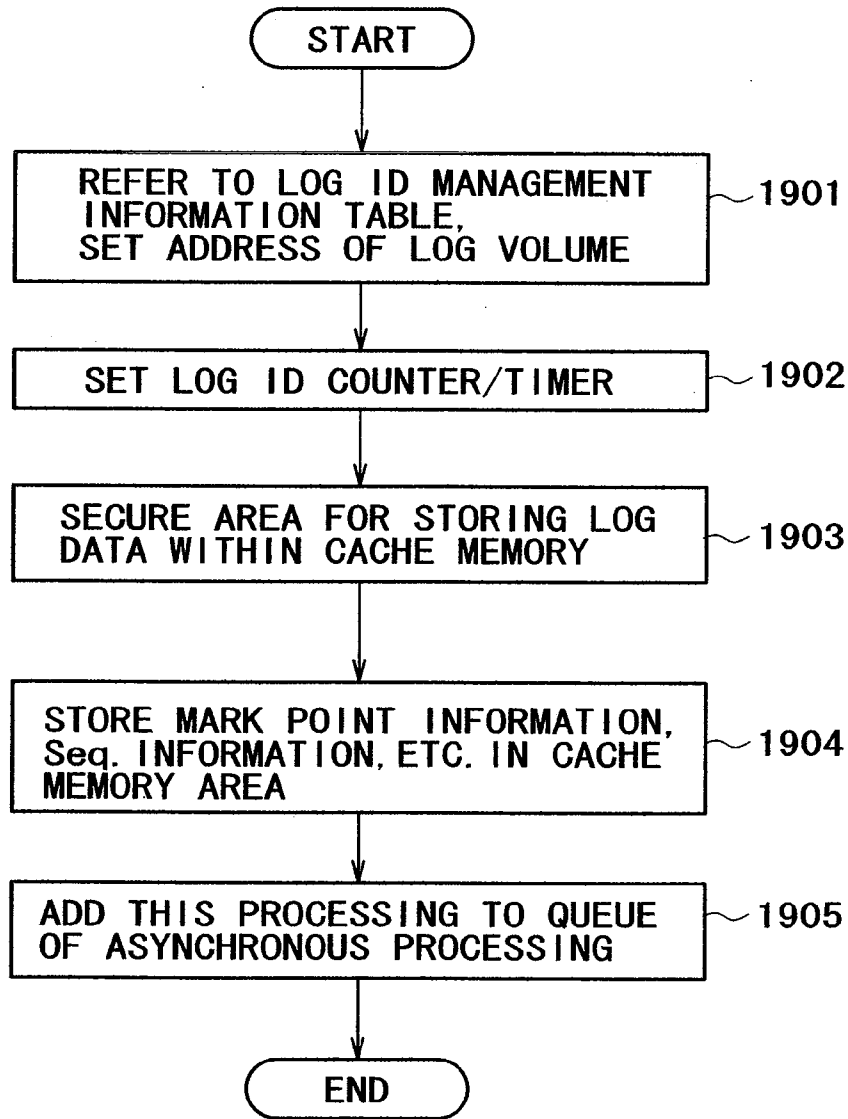 START
REFER TO LOG ID MANAGEMENT
INFORMATION TABLE,
SET ADDRESS OF LOG VOLUME
1901
SET LOG ID COUNTER/TIMER
1902
SECURE AREA FOR STORING LOG
DATA WITHIN CACHE MEMORY
1903
STORE MARK POINT INFORMATION,
Seq. INFORMATION, ETC. IN CACHE
MEMORY AREA
1904
ADD THIS PROCESSING TO QUEUE
OF ASYNCHRONOUS PROCESSING
1905
END